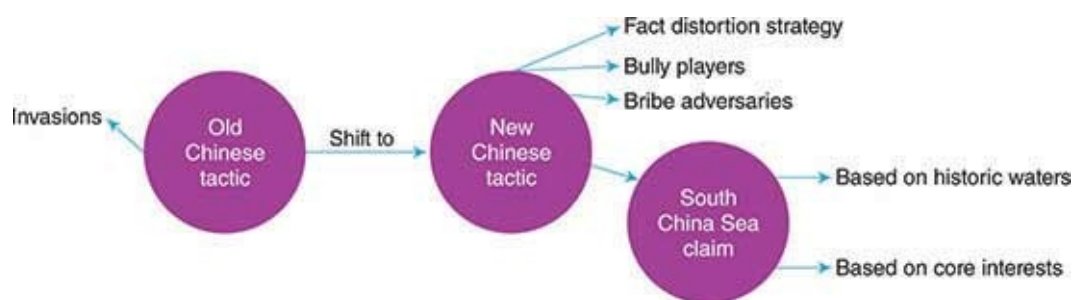 Invasions
Old
Chinese
tactic
Shift to
New
Chinese
tactic
Fact distortion strategy
Bully players
Bribe adversaries
South
China Sea
claim
Based on historic waters
Based on core interests